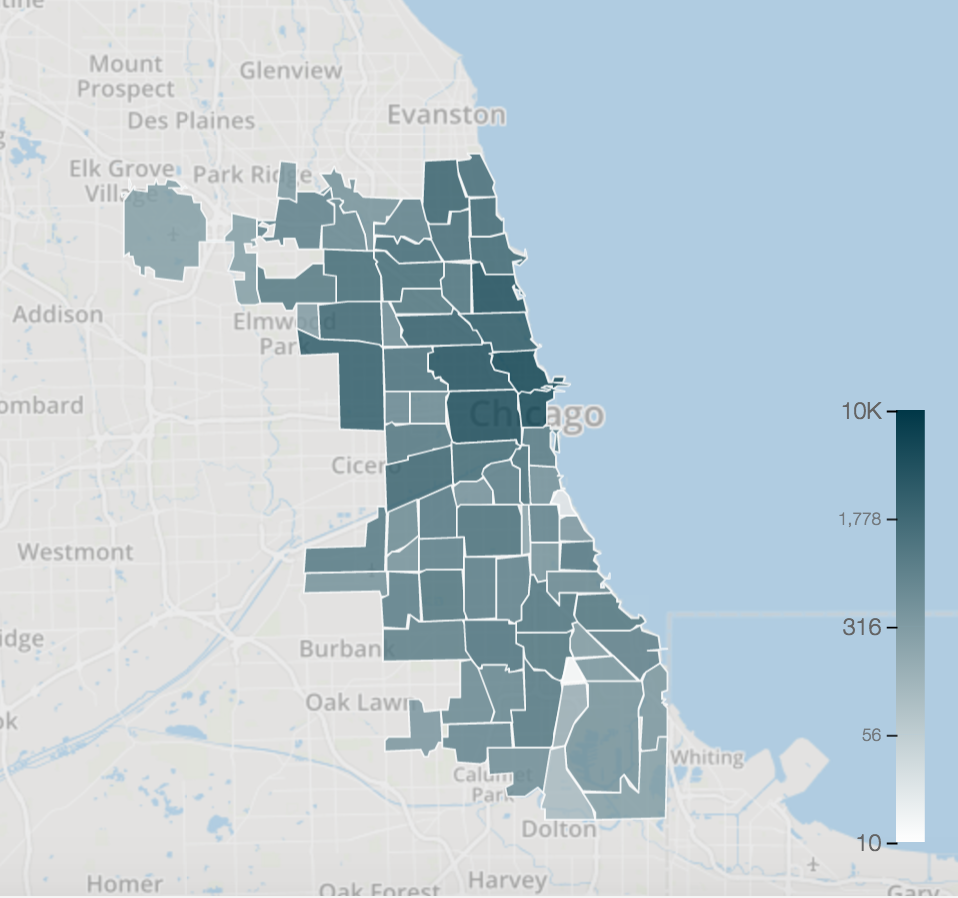 Mount
Prospect
Glenview
Des Plaines
Evanston
Elk Grove
Village
Park Ridge
Addison
Elmwood
Park
ombard
Chicago
10K
Cicero
1,778
Westmont
316
idge
Burbank
Oak Lawn
ok
56
Whiting
Calumet
Park
Dolton
10
Homer
Oak Forest
Harvey
Gary